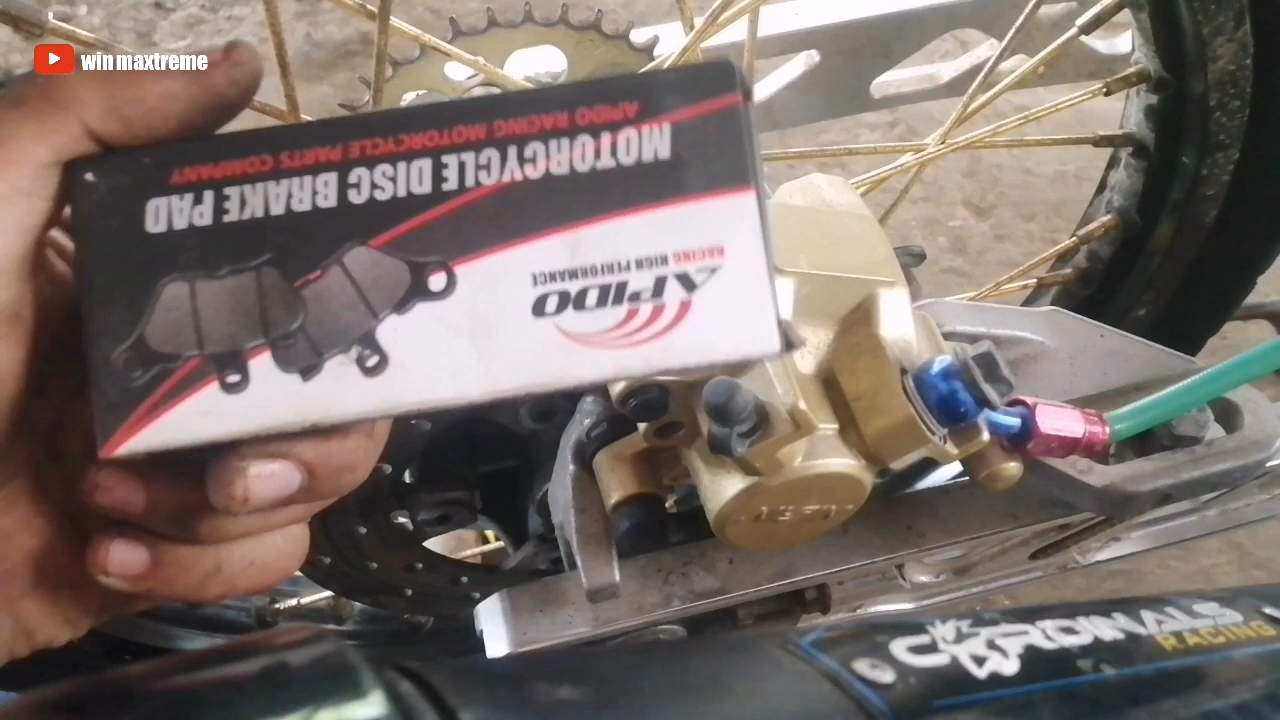 win maxtreme
APIDO RACING MOTORCYCLE PARTS COMPANY
MOTORCYCLE DISC BRAKE PAD
APIDO
RACING HIGH PERFORMANCE
CARDINALS
RACING